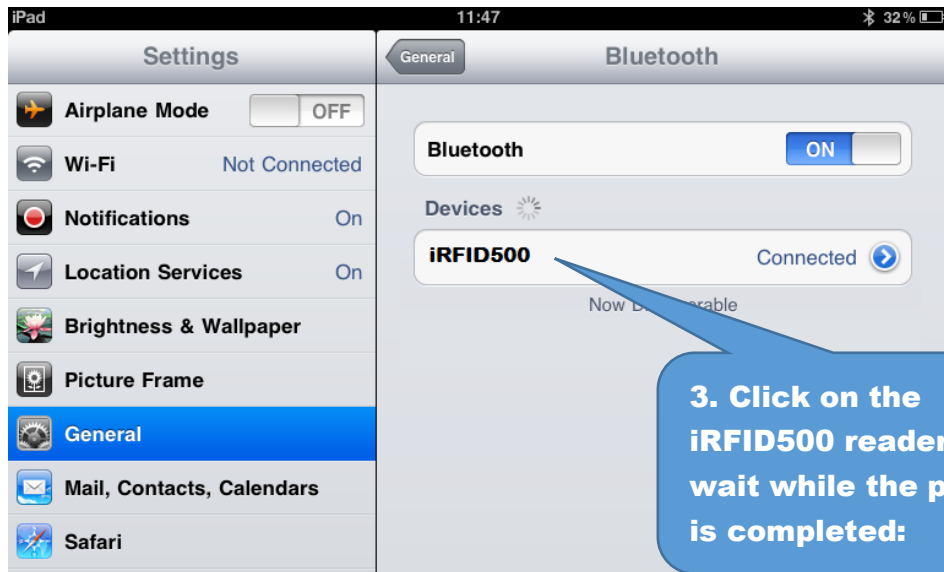 iPad 11:47 32%
Settings
Airplane Mode OFF
Wi-Fi Not Connected
Notifications On
Location Services On
Brightness & Wallpaper
Picture Frame
General
Mail, Contacts, Calendars
Safari
General Bluetooth
Bluetooth ON
Devices
iRFID500 Connected
Now
3. Click on the
iRFID500 reader
wait while the
is completed: